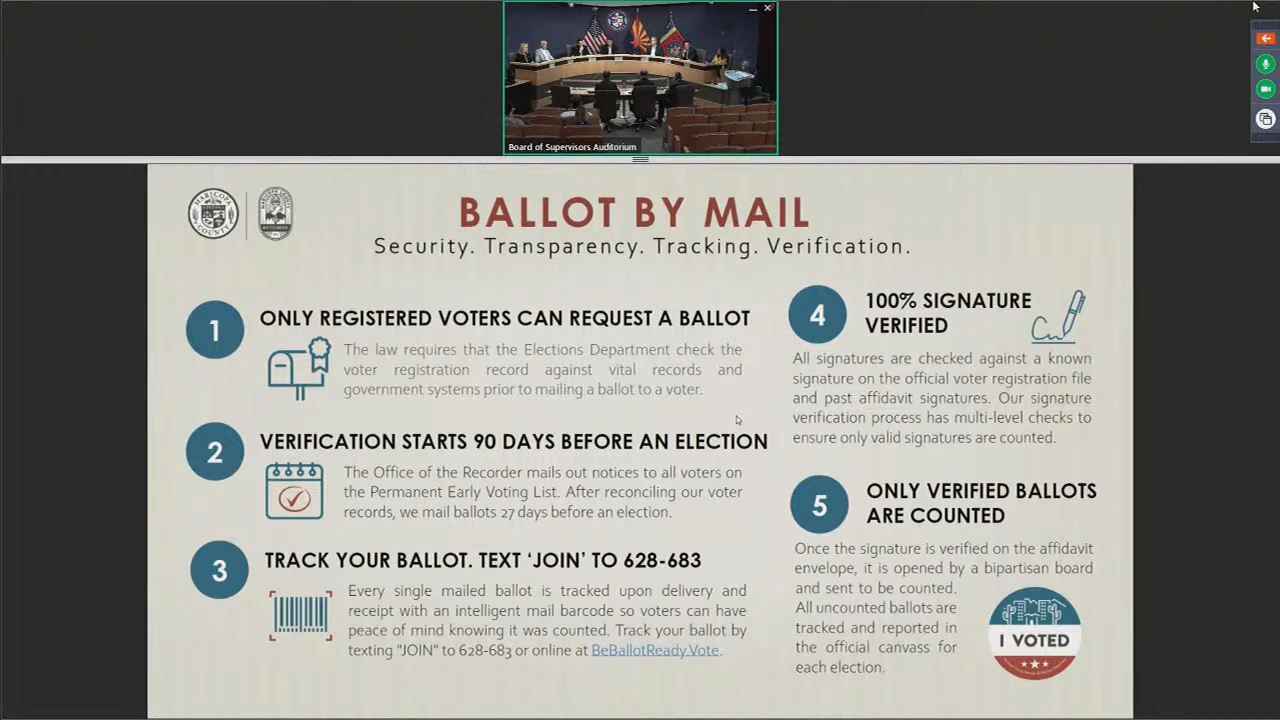 Board of Supervisors Auditorium
MARICOPA
COUNTY
BALLOT BY MAIL
Security. Transparency. Tracking. Verification.
1
ONLY REGISTERED VOTERS CAN REQUEST A BALLOT
The law requires that the Elections Department check the
voter registration record against vital records and
government systems prior to mailing a ballot to a voter.
2
VERIFICATION STARTS 90 DAYS BEFORE AN ELECTION
The Office of the Recorder mails out notices to all voters on
the Permanent Early Voting List. After reconciling our voter
records, we mail ballots 27 days before an election.
3
TRACK YOUR BALLOT. TEXT ‘JOIN’ TO 628-683
Every single mailed ballot is tracked upon delivery and
receipt with an intelligent mail barcode so voters can have
peace of mind knowing it was counted. Track your ballot by
texting "JOIN" to 628-683 or online at BeBallotReady.Vote.
4
100% SIGNATURE
VERIFIED
All signatures are checked against a known
signature on the official voter registration file
and past affidavit signatures. Our signature
verification process has multi-level checks to
ensure only valid signatures are counted.
5
ONLY VERIFIED BALLOTS
ARE COUNTED
Once the signature is verified on the affidavit
envelope, it is opened by a bipartisan board
and sent to be counted.
All uncounted ballots are
tracked and reported in
the official canvass for
each election.
I VOTED